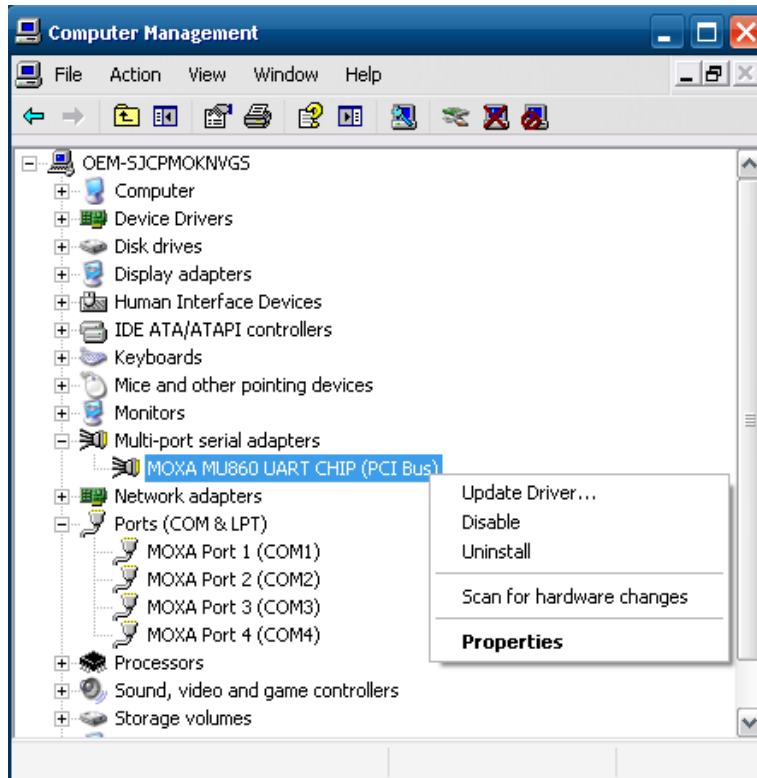 Computer Management
File Action View Window Help
OEM-SJCPMOKNVGS
Computer
Device Drivers
Disk drives
Display adapters
Human Interface Devices
IDE ATA/ATAPI controllers
Keyboards
Mice and other pointing devices
Monitors
Multi-port serial adapters
MOXA MU860 UART CHIP (PCI Bus)
Network adapters
Ports (COM & LPT)
MOXA Port 1 (COM1)
MOXA Port 2 (COM2)
MOXA Port 3 (COM3)
MOXA Port 4 (COM4)
Processors
Sound, video and game controllers
Storage volumes
Update Driver...
Disable
Uninstall
Scan for hardware changes
Properties